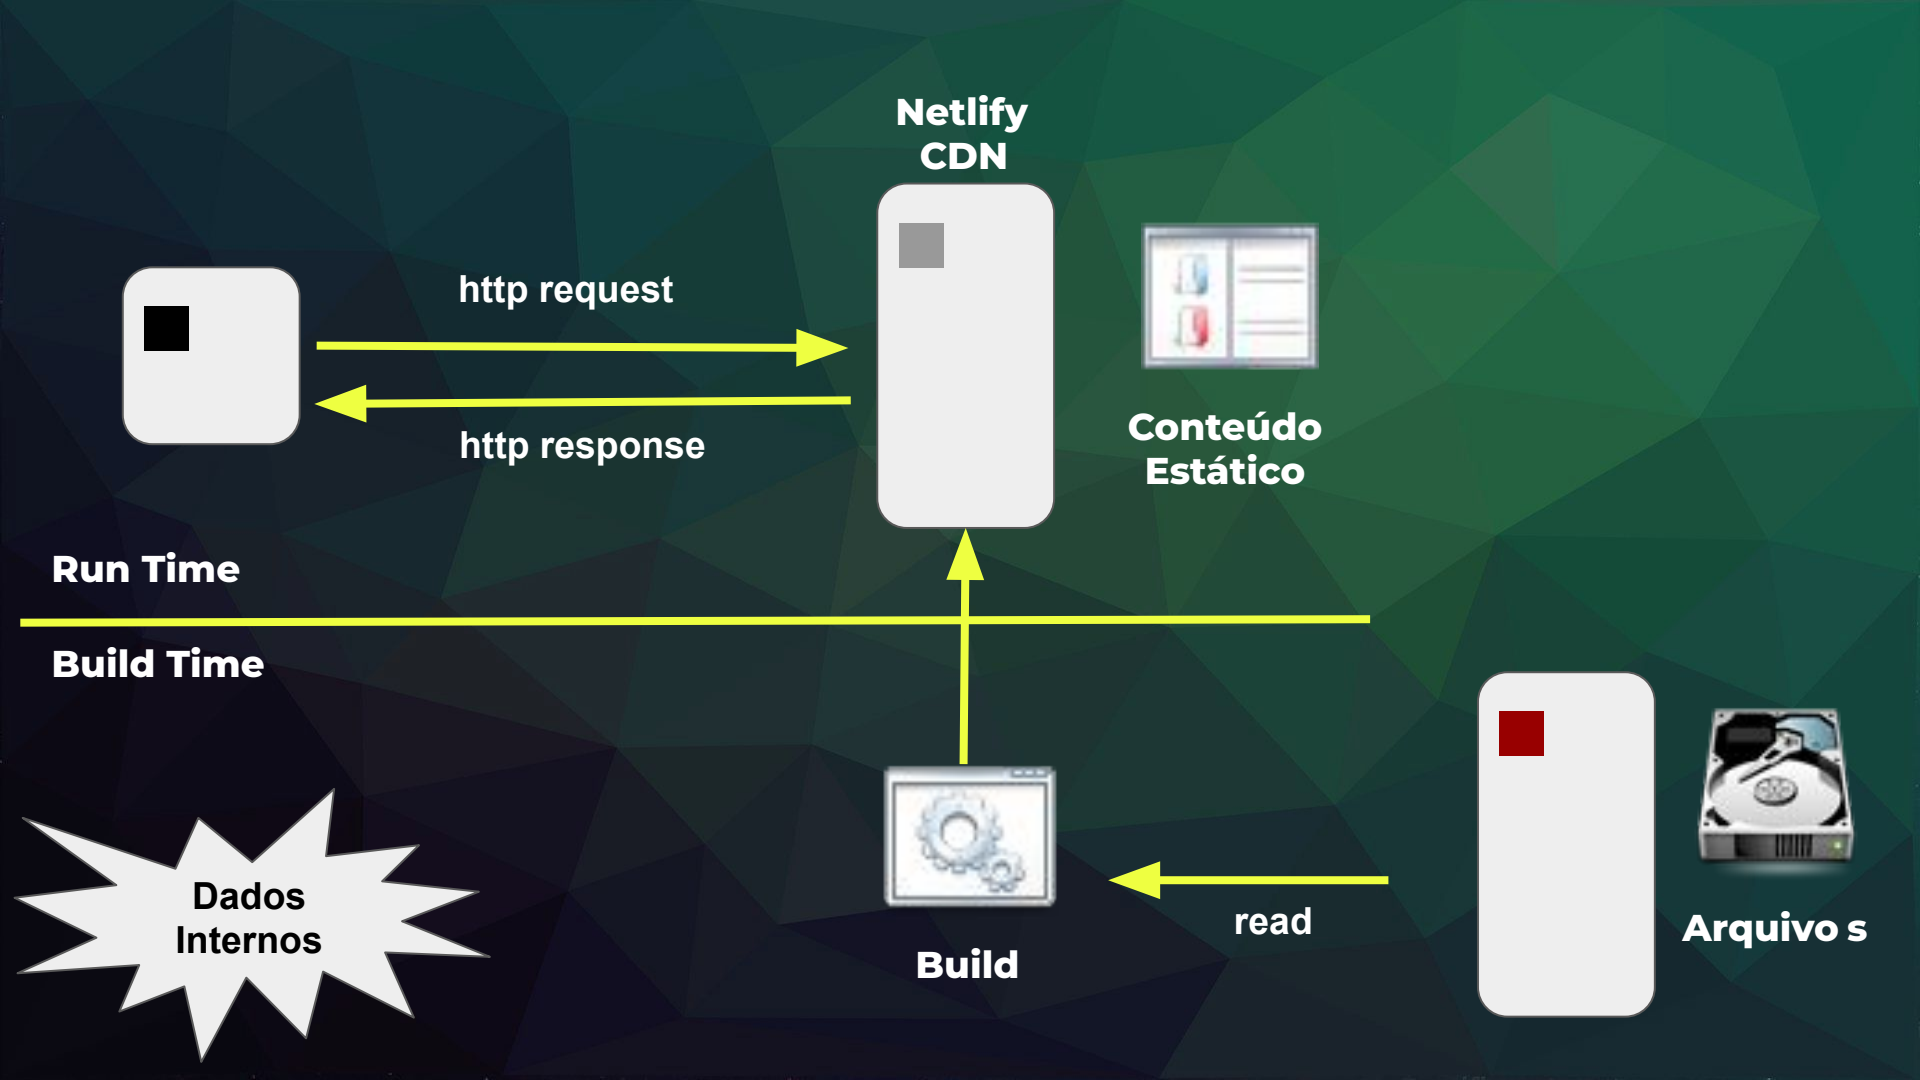 Netlify
CDN
http request
http response
Conteúdo
Estático
Run Time
Build Time
Dados
Internos
read
Build
Arquivo s